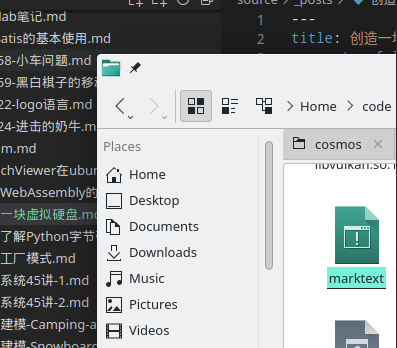 lab笔记.md
source > _posts > 创造一块
1 ---
2 title: 创造一块
satis的基本使用.md
58-小车问题.md
59-黑白棋子的移动
22-logo语言.md
24-进击的奶牛.md
m.md
chViewer在ubun
WebAssembly的
一块虚拟硬盘.md
了解Python字节
工厂模式.md
系统45讲-1.md
系统45讲-2.md
建模-Camping-a
建模-Snowboard
Home
code
Places
Home
Desktop
Documents
Downloads
Music
Pictures
Videos
cosmos
libvulkan.so.
marktext